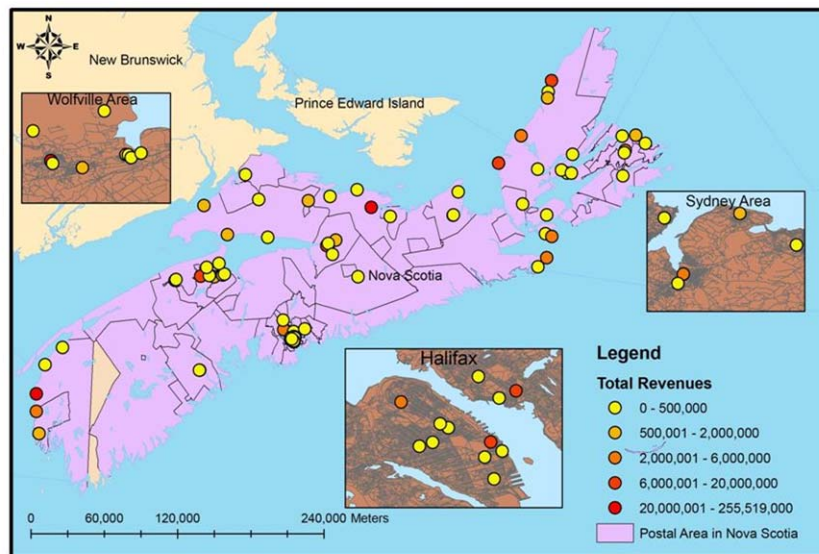 N
W E
S
New Brunswick
Prince Edward Island
Wolfville Area
Sydney Area
Nova Scotia
Halifax
Legend
Total Revenues
0 - 500,000
500,001 - 2,000,000
2,000,001 - 6,000,000
6,000,001 - 20,000,000
20,000,001 - 255,519,000
Postal Area in Nova Scotia
0 60,000 120,000 240,000 Meters